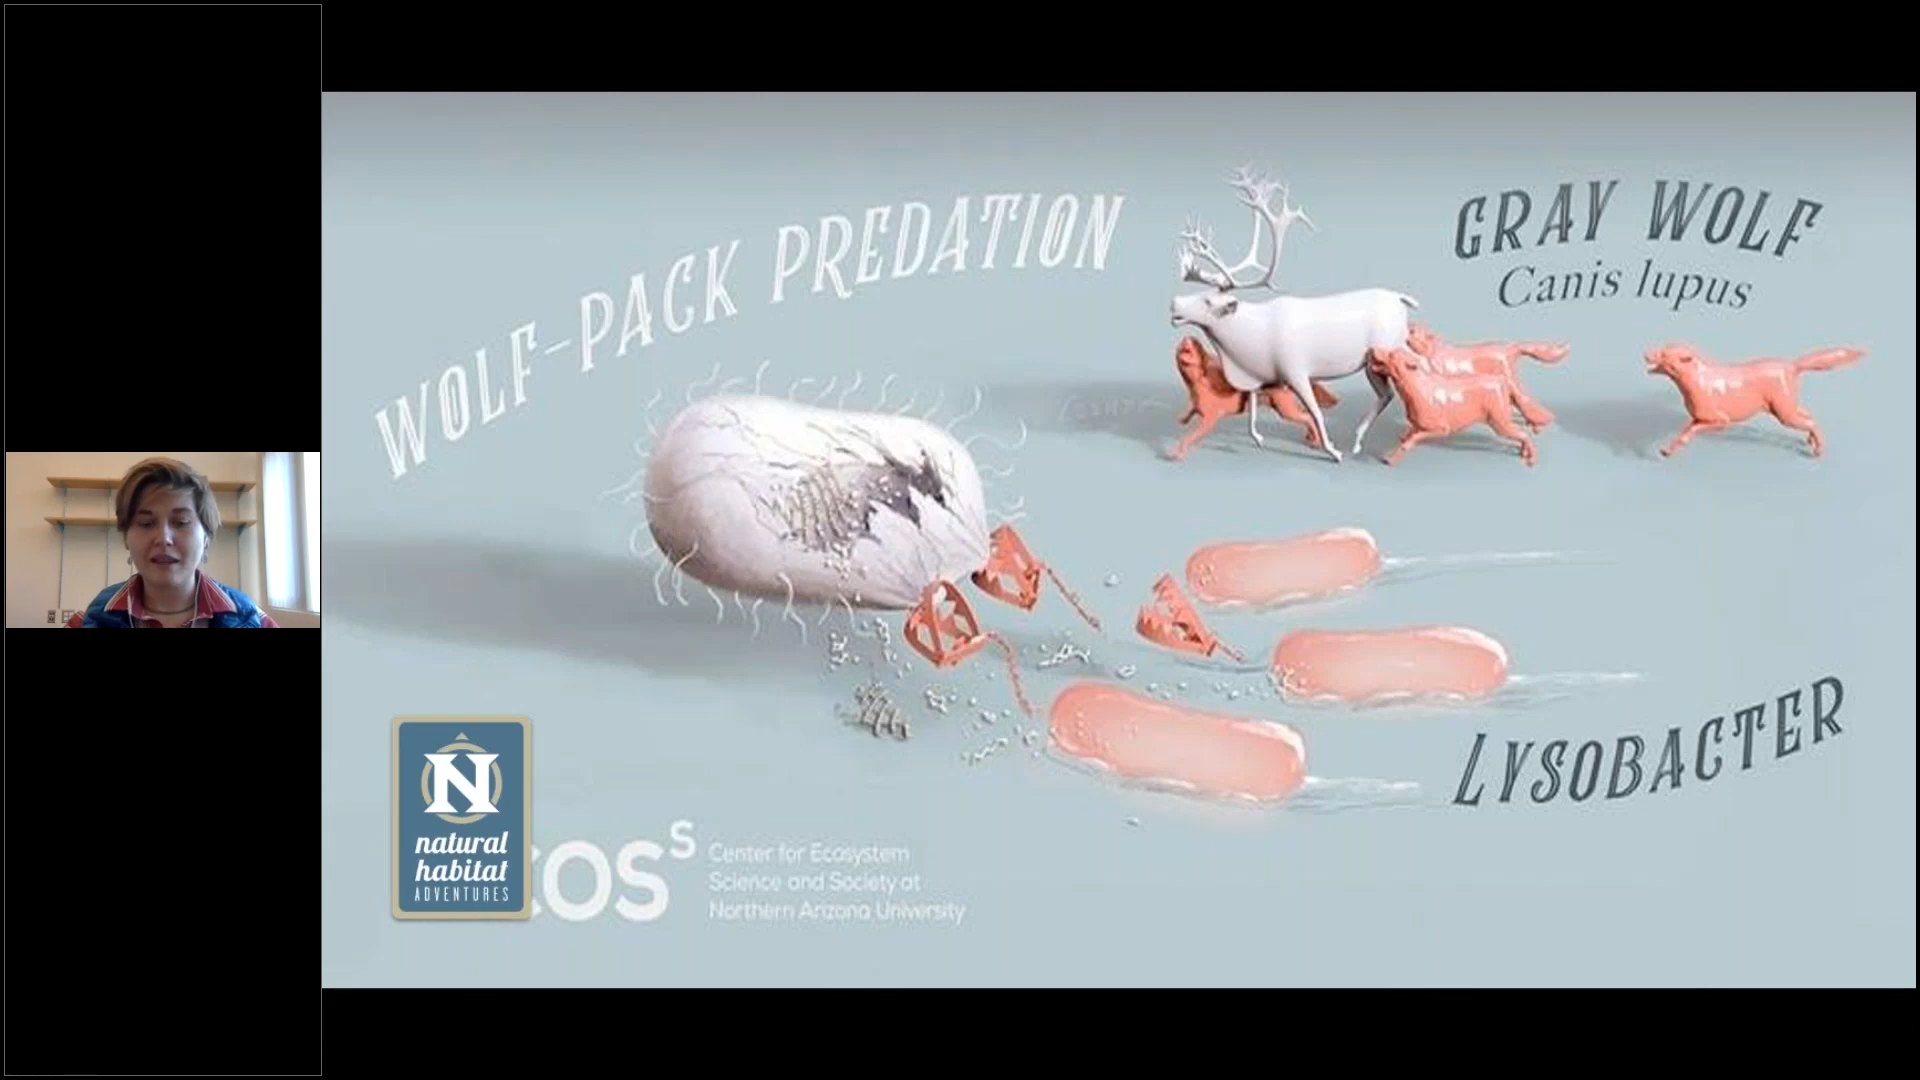 WOLF-PACK PREDATION
GRAY WOLF
Canis lupus
LYSOBACTER
N
natural
habitat
ADVENTURES
COSS
Center for Ecosystem
Science and Society at
Northern Arizona University